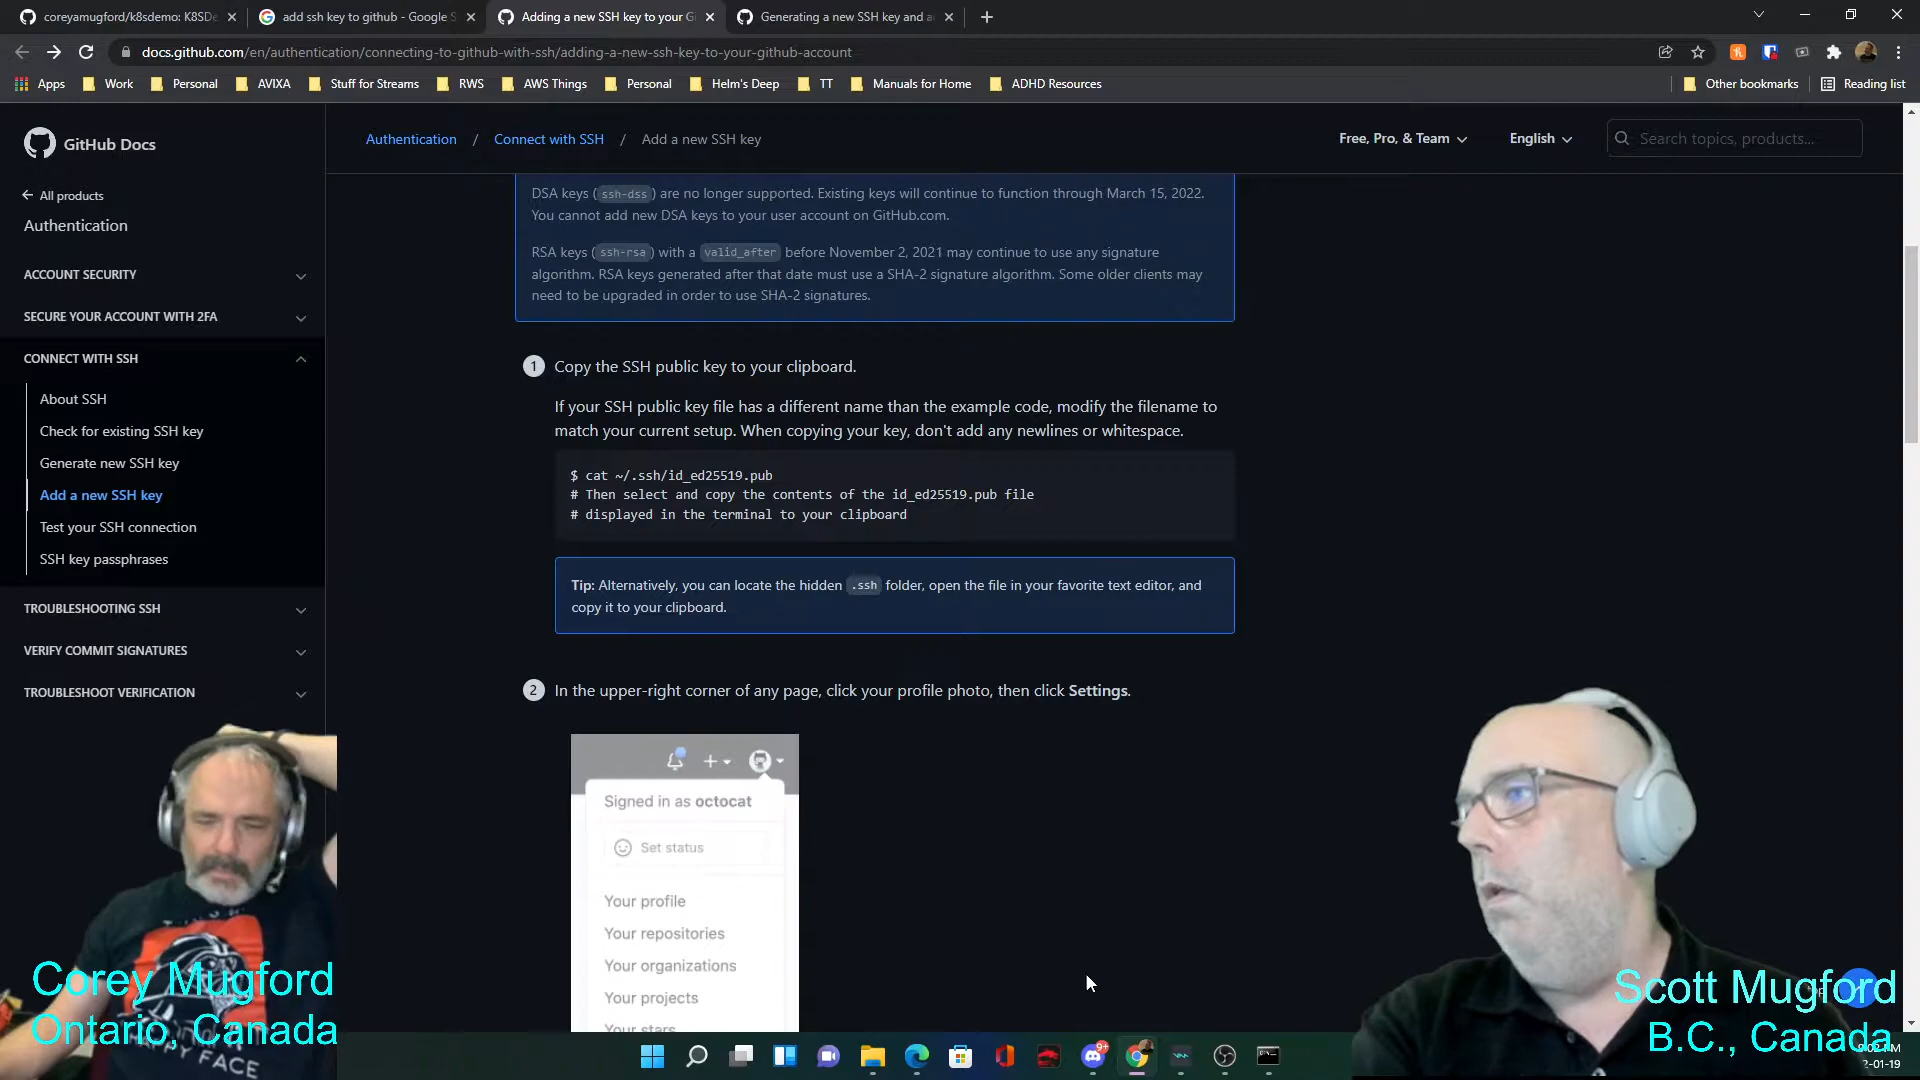 coreyamugford/k8sdemo: K8SDe
add ssh key to github - Google S
Adding a new SSH key to your G
Generating a new SSH key and a
docs.github.com/en/authentication/connecting-to-github-with-ssh/adding-a-new-ssh-key-to-your-github-account
Apps Work Personal AVIXA Stuff for Streams RWS AWS Things Personal Helm's Deep TT Manuals for Home ADHD Resources Other bookmarks Reading list
GitHub Docs
Authentication / Connect with SSH / Add a new SSH key
Free, Pro, & Team English Search topics, products...
All products
Authentication
ACCOUNT SECURITY
SECURE YOUR ACCOUNT WITH 2FA
CONNECT WITH SSH
About SSH
Check for existing SSH key
Generate new SSH key
Add a new SSH key
Test your SSH connection
SSH key passphrases
TROUBLESHOOTING SSH
VERIFY COMMIT SIGNATURES
TROUBLESHOOT VERIFICATION
DSA keys (ssh-dss) are no longer supported. Existing keys will continue to function through March 15, 2022.
You cannot add new DSA keys to your user account on GitHub.com.
RSA keys (ssh-rsa) with a valid_after before November 2, 2021 may continue to use any signature
algorithm. RSA keys generated after that date must use a SHA-2 signature algorithm. Some older clients may
need to be upgraded in order to use SHA-2 signatures.
1 Copy the SSH public key to your clipboard.
If your SSH public key file has a different name than the example code, modify the filename to
match your current setup. When copying your key, don't add any newlines or whitespace.
$ cat ~/.ssh/id_ed25519.pub
# Then select and copy the contents of the id_ed25519.pub file
# displayed in the terminal to your clipboard
Tip: Alternatively, you can locate the hidden .ssh folder, open the file in your favorite text editor, and
copy it to your clipboard.
2 In the upper-right corner of any page, click your profile photo, then click Settings.
Signed in as octocat
Set status
Your profile
Your repositories
Your organizations
Your projects
Your stars
Corey Mugford
Ontario, Canada
HAPPY FACE
Scott Mugford
B.C., Canada
9+
2-01-19